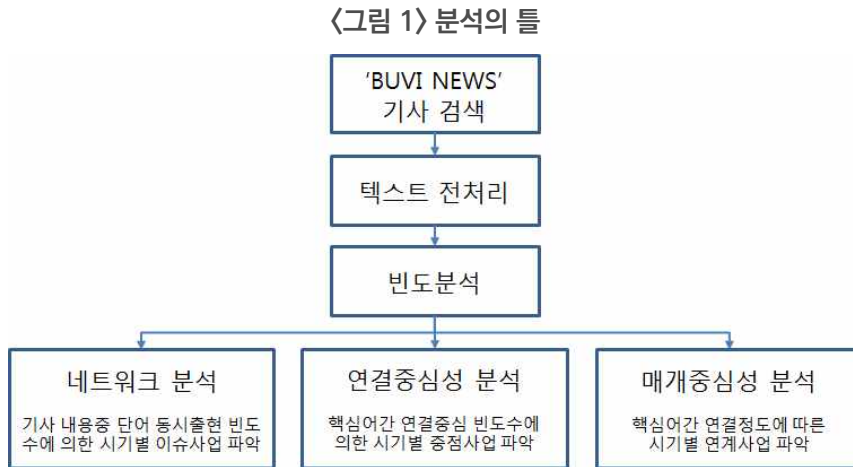 〈그림 1〉 분석의 틀
'BUVI NEWS'
기사 검색
텍스트 전처리
빈도분석
네트워크 분석
기사 내용중 단어 동시출현 빈도
수에 의한 시기별 이슈사업 파악
연결중심성 분석
핵심어간 연결중심 빈도수에
의한 시기별 중점사업 파악
매개중심성 분석
핵심어간 연결정도에 따른
시기별 연계사업 파악